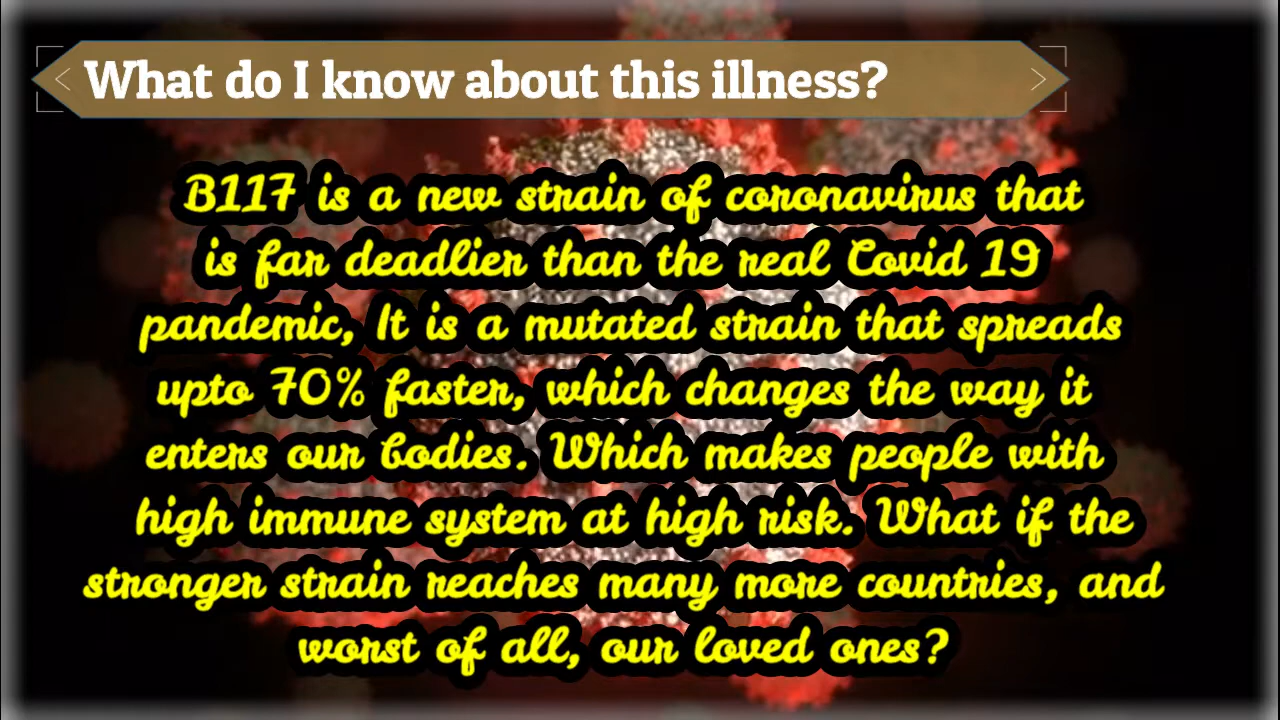 What do I know about this illness?
B117 is a new strain of coronavirus that
is far deadlier than the real Covid 19
pandemic, It is a mutated strain that spreads
upto 70% faster, which changes the way it
enters our bodies. Which makes people with
high immune system at high risk. What if the
stronger strain reaches many more countries, and
worst of all, our loved ones?